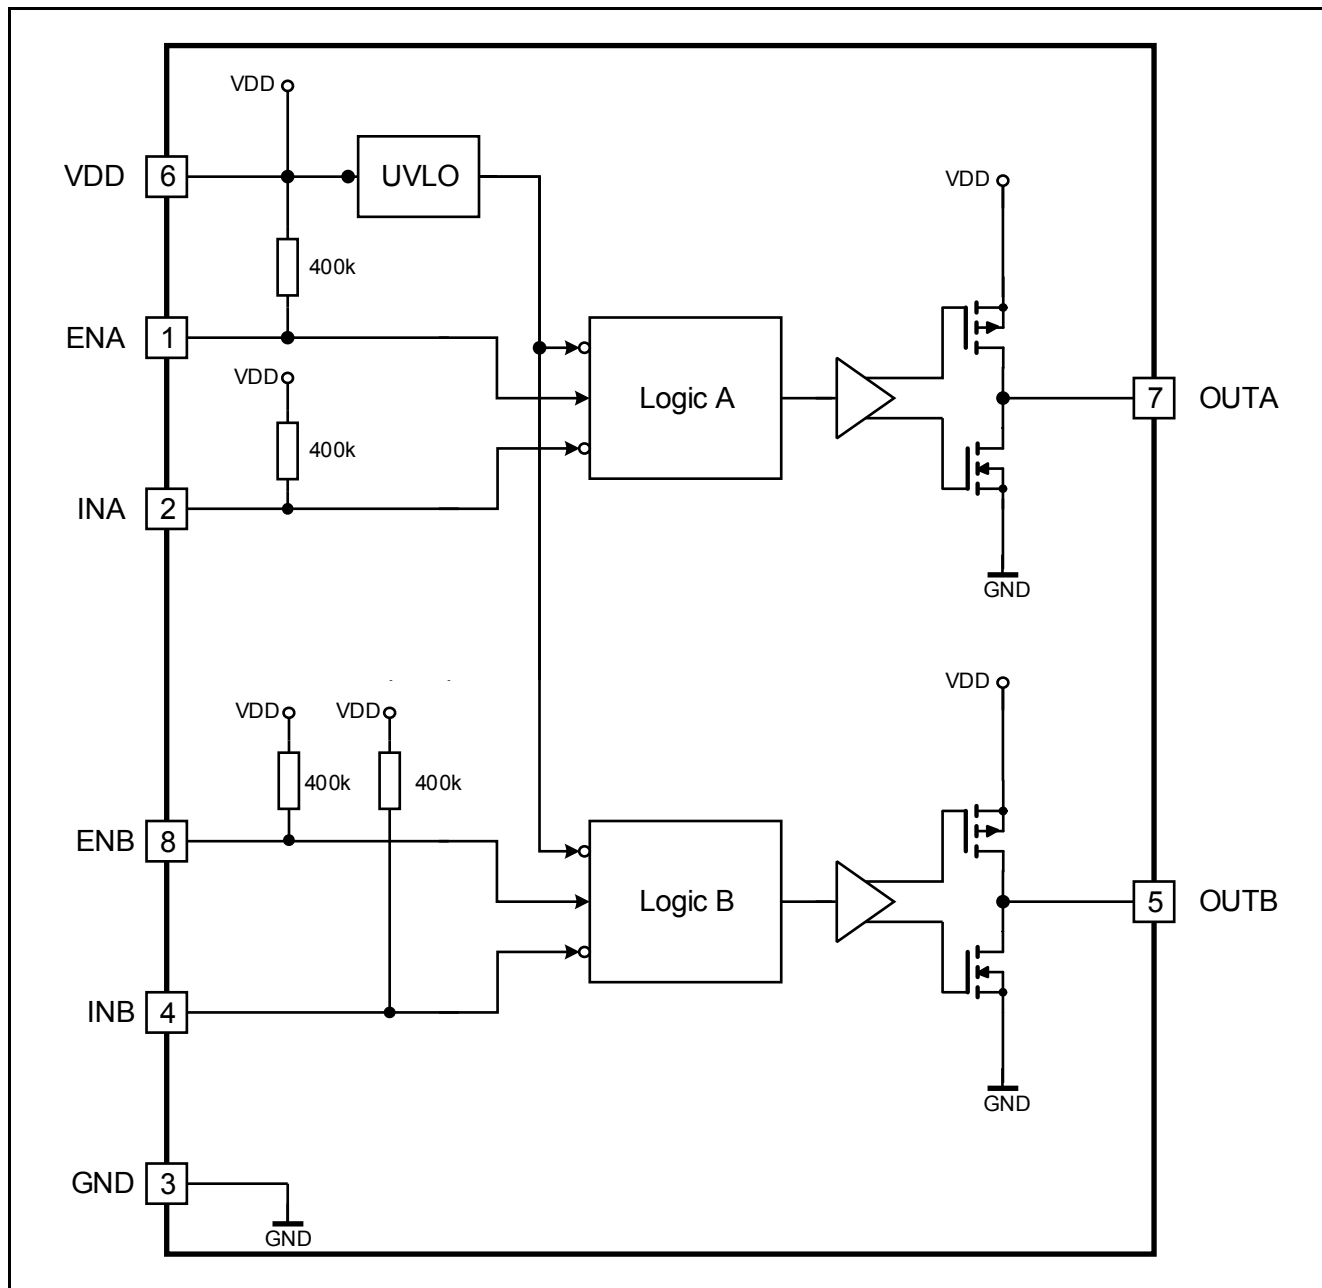 VDD
VDD 6 UVLO
VDD
400k
ENA 1
VDD
Logic A
7 OUTA
400k
INA 2
GND
VDD
VDD VDD
400k 400k
ENB 8
Logic B
5 OUTB
INB 4
GND
GND 3
GND